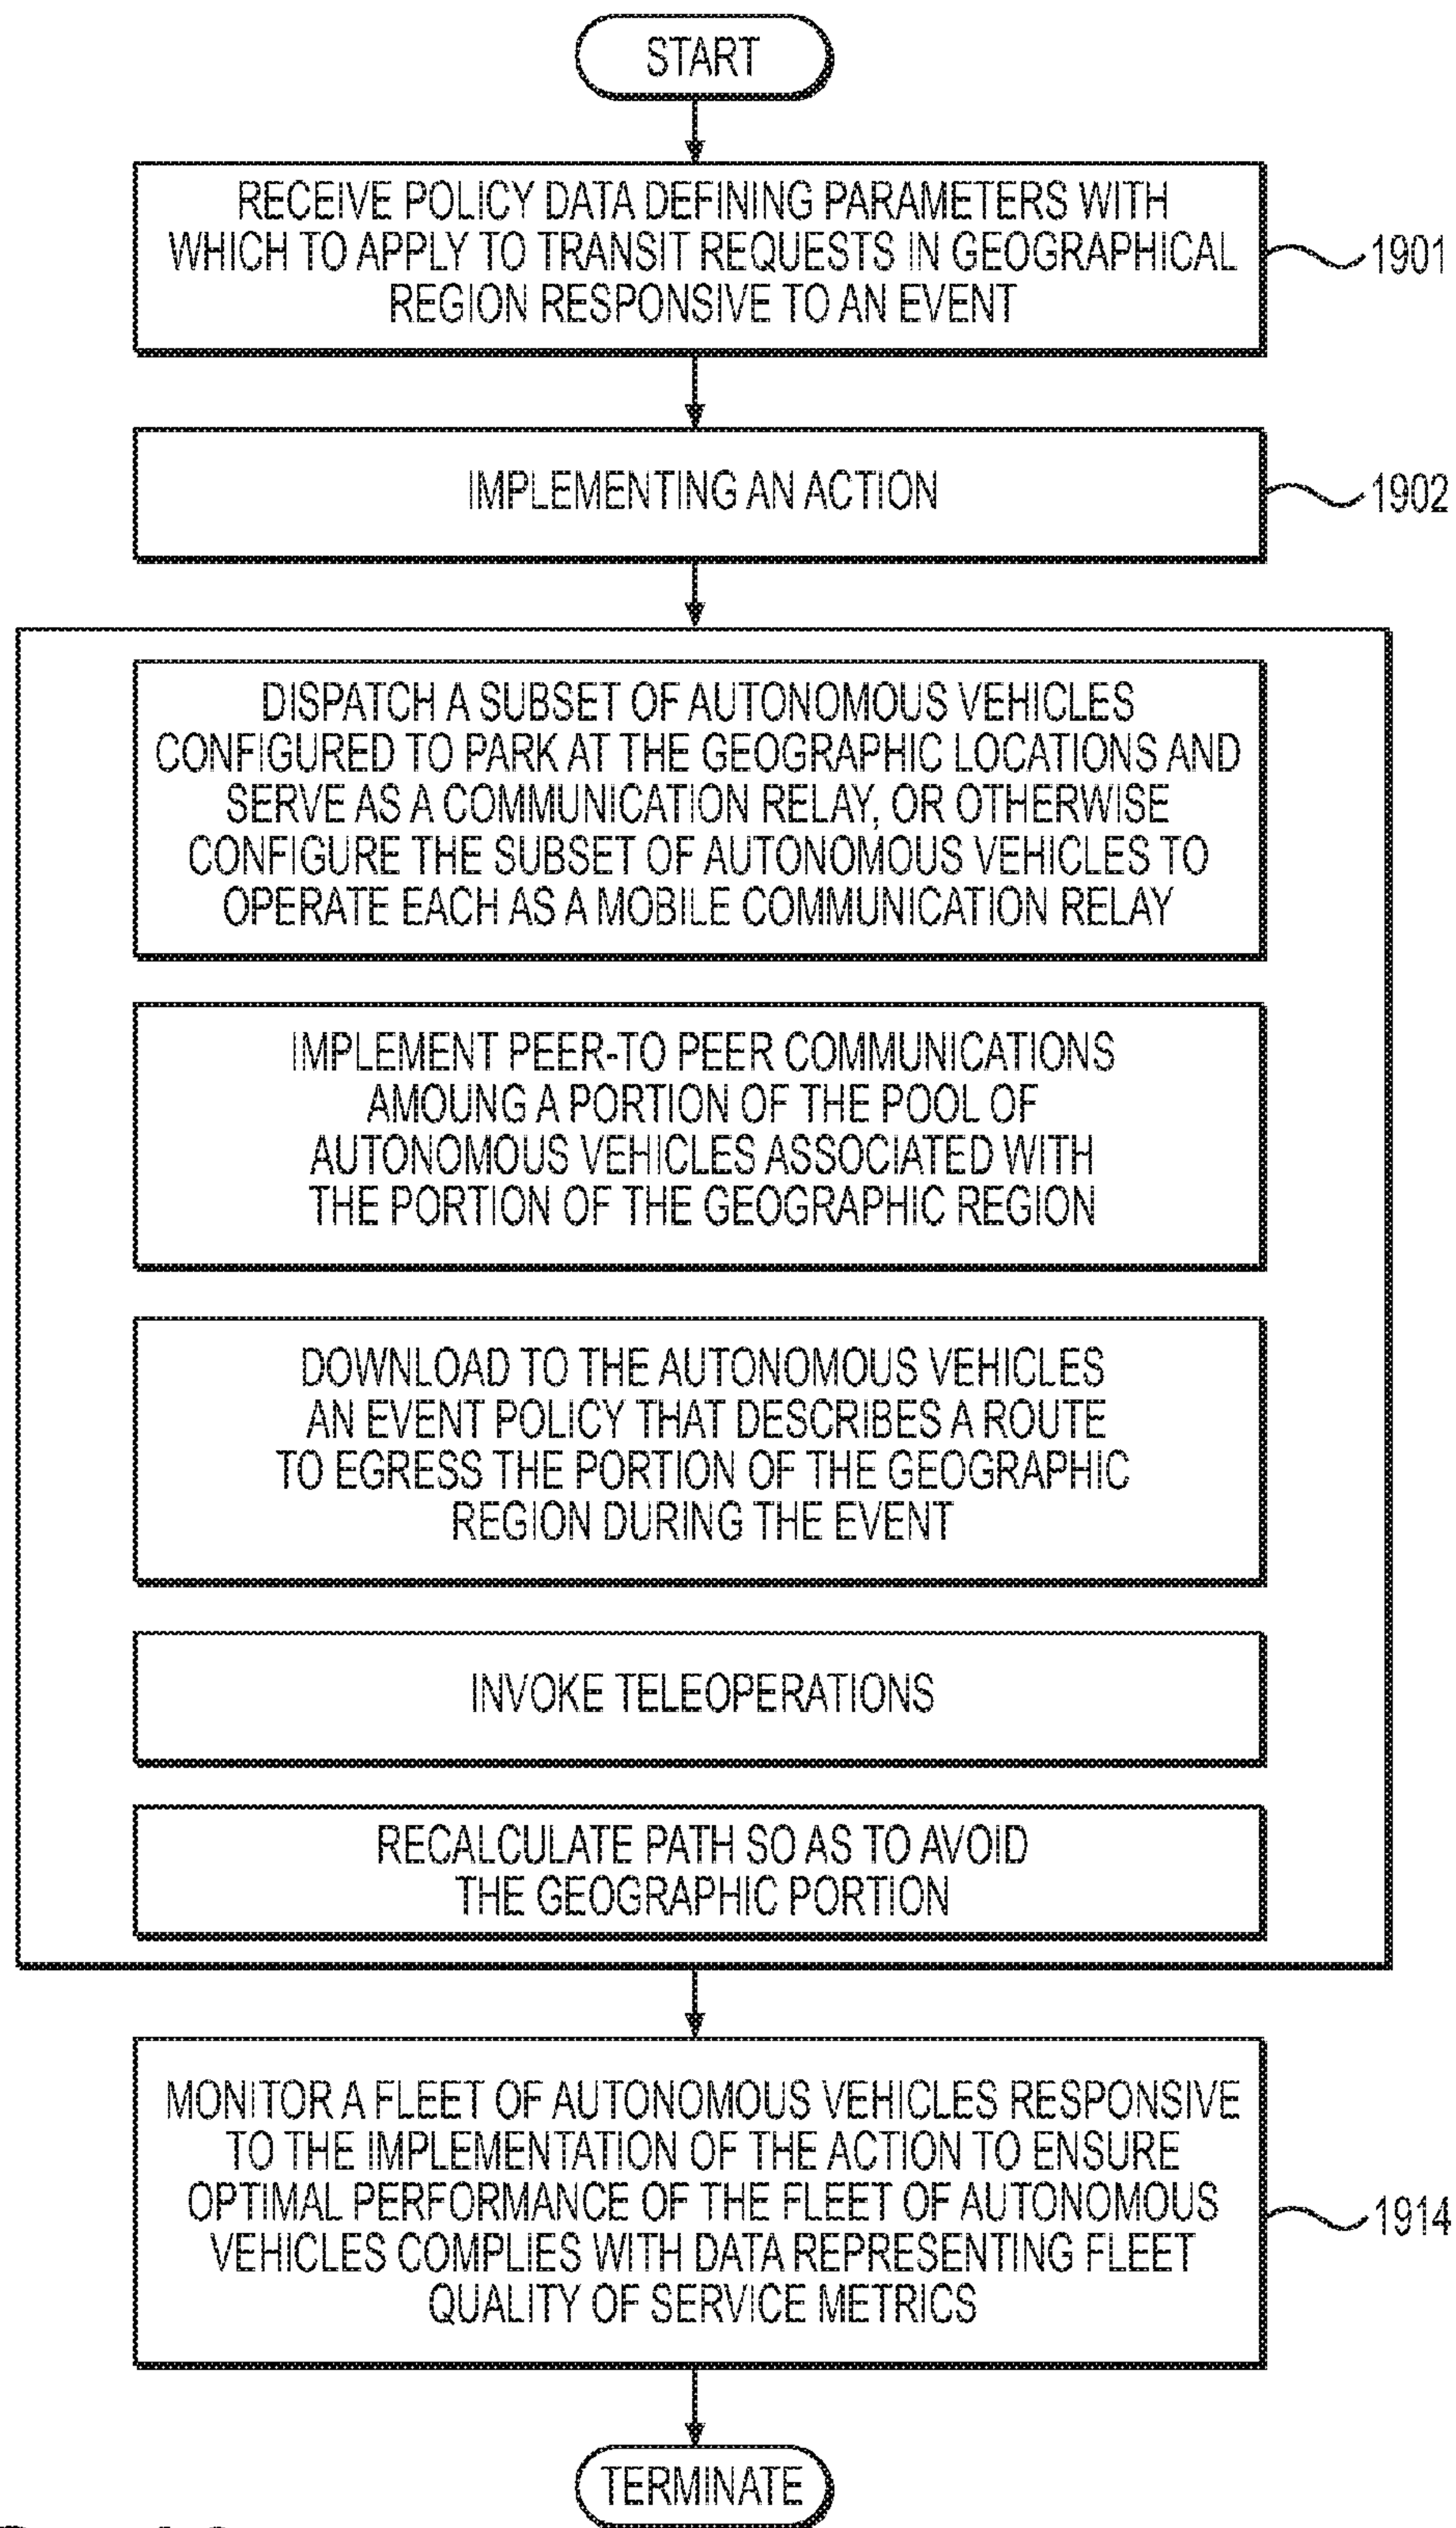 START
RECEIVE POLICY DATA DEFINING PARAMETERS WITH
WHICH TO APPLY TO TRANSIT REQUESTS IN GEOGRAPHICAL
REGION RESPONSIVE TO AN EVENT
1901
IMPLEMENTING AN ACTION
1902
DISPATCH A SUBSET OF AUTONOMOUS VEHICLES
CONFIGURED TO PARK AT THE GEOGRAPHIC LOCATIONS AND
SERVE AS A COMMUNICATION RELAY, OR OTHERWISE
CONFIGURE THE SUBSET OF AUTONOMOUS VEHICLES TO
OPERATE EACH AS A MOBILE COMMUNICATION RELAY
IMPLEMENT PEER-TO PEER COMMUNICATIONS
AMOUNG A PORTION OF THE POOL OF
AUTONOMOUS VEHICLES ASSOCIATED WITH
THE PORTION OF THE GEOGRAPHIC REGION
DOWNLOAD TO THE AUTONOMOUS VEHICLES
AN EVENT POLICY THAT DESCRIBES A ROUTE
TO EGRESS THE PORTION OF THE GEOGRAPHIC
REGION DURING THE EVENT
INVOKE TELEOPERATIONS
RECALCULATE PATH SO AS TO AVOID
THE GEOGRAPHIC PORTION
MONITOR A FLEET OF AUTONOMOUS VEHICLES RESPONSIVE
TO THE IMPLEMENTATION OF THE ACTION TO ENSURE
OPTIMAL PERFORMANCE OF THE FLEET OF AUTONOMOUS
VEHICLES COMPLIES WITH DATA REPRESENTING FLEET
QUALITY OF SERVICE METRICS
1914
TERMINATE